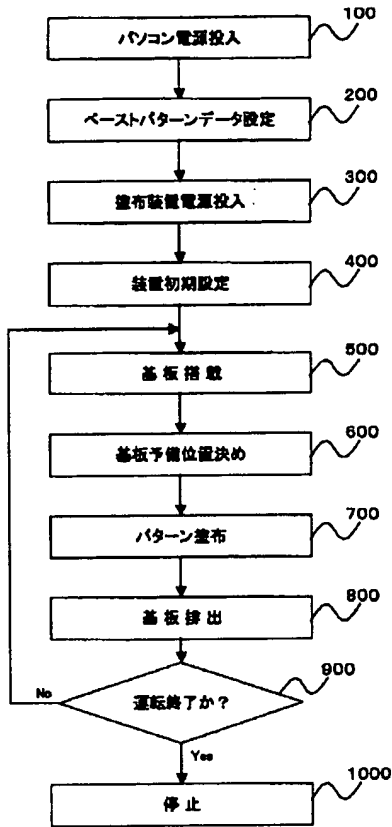 100
パソコン電源投入
200
ペーストパターンデータ設定
300
塗布装置電源投入
400
装置初期設定
500
基板搭載
600
基板予備位置決め
700
パターン塗布
800
基板排出
900
運転終了か?
No
Yes
1000
停止